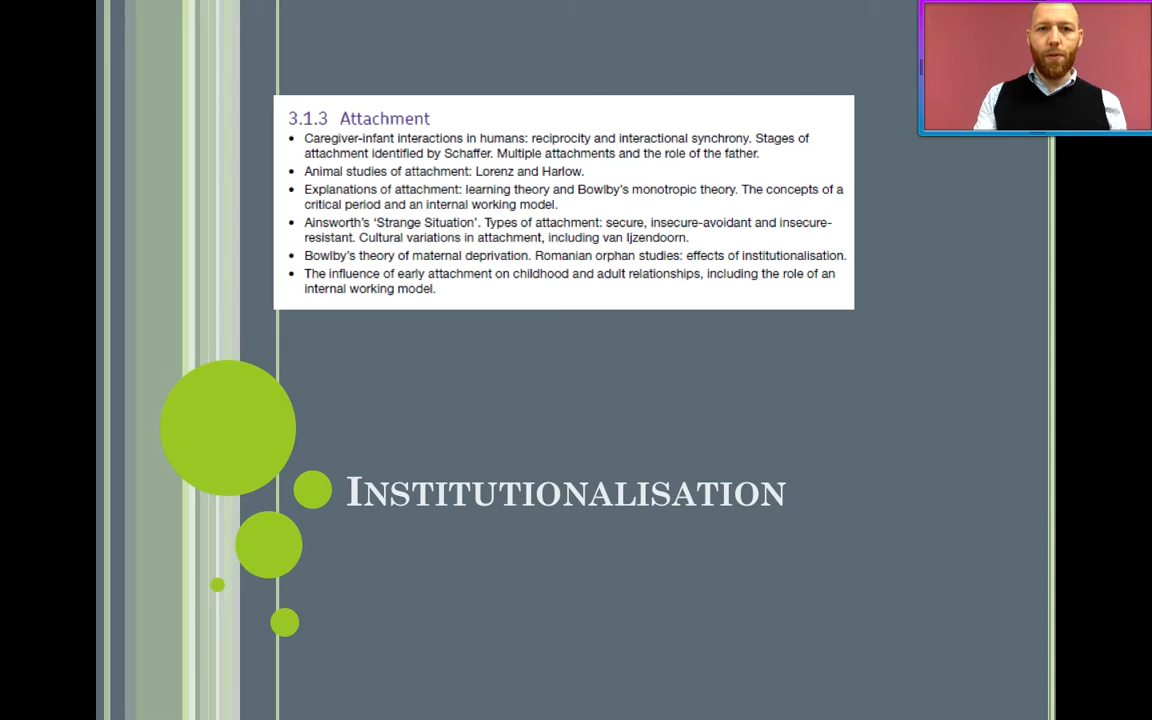 3.1.3 Attachment
• Caregiver-infant interactions in humans: reciprocity and interactional synchrony. Stages of
attachment identified by Schaffer. Multiple attachments and the role of the father.
• Animal studies of attachment: Lorenz and Harlow.
• Explanations of attachment: learning theory and Bowlby's monotropic theory. The concepts of a
critical period and an internal working model.
• Ainsworth's 'Strange Situation'. Types of attachment: secure, insecure-avoidant and insecure-
resistant. Cultural variations in attachment, including van Ijzendoorn.
• Bowlby's theory of maternal deprivation. Romanian orphan studies: effects of institutionalisation.
• The influence of early attachment on childhood and adult relationships, including the role of an
internal working model.
INSTITUTIONALISATION